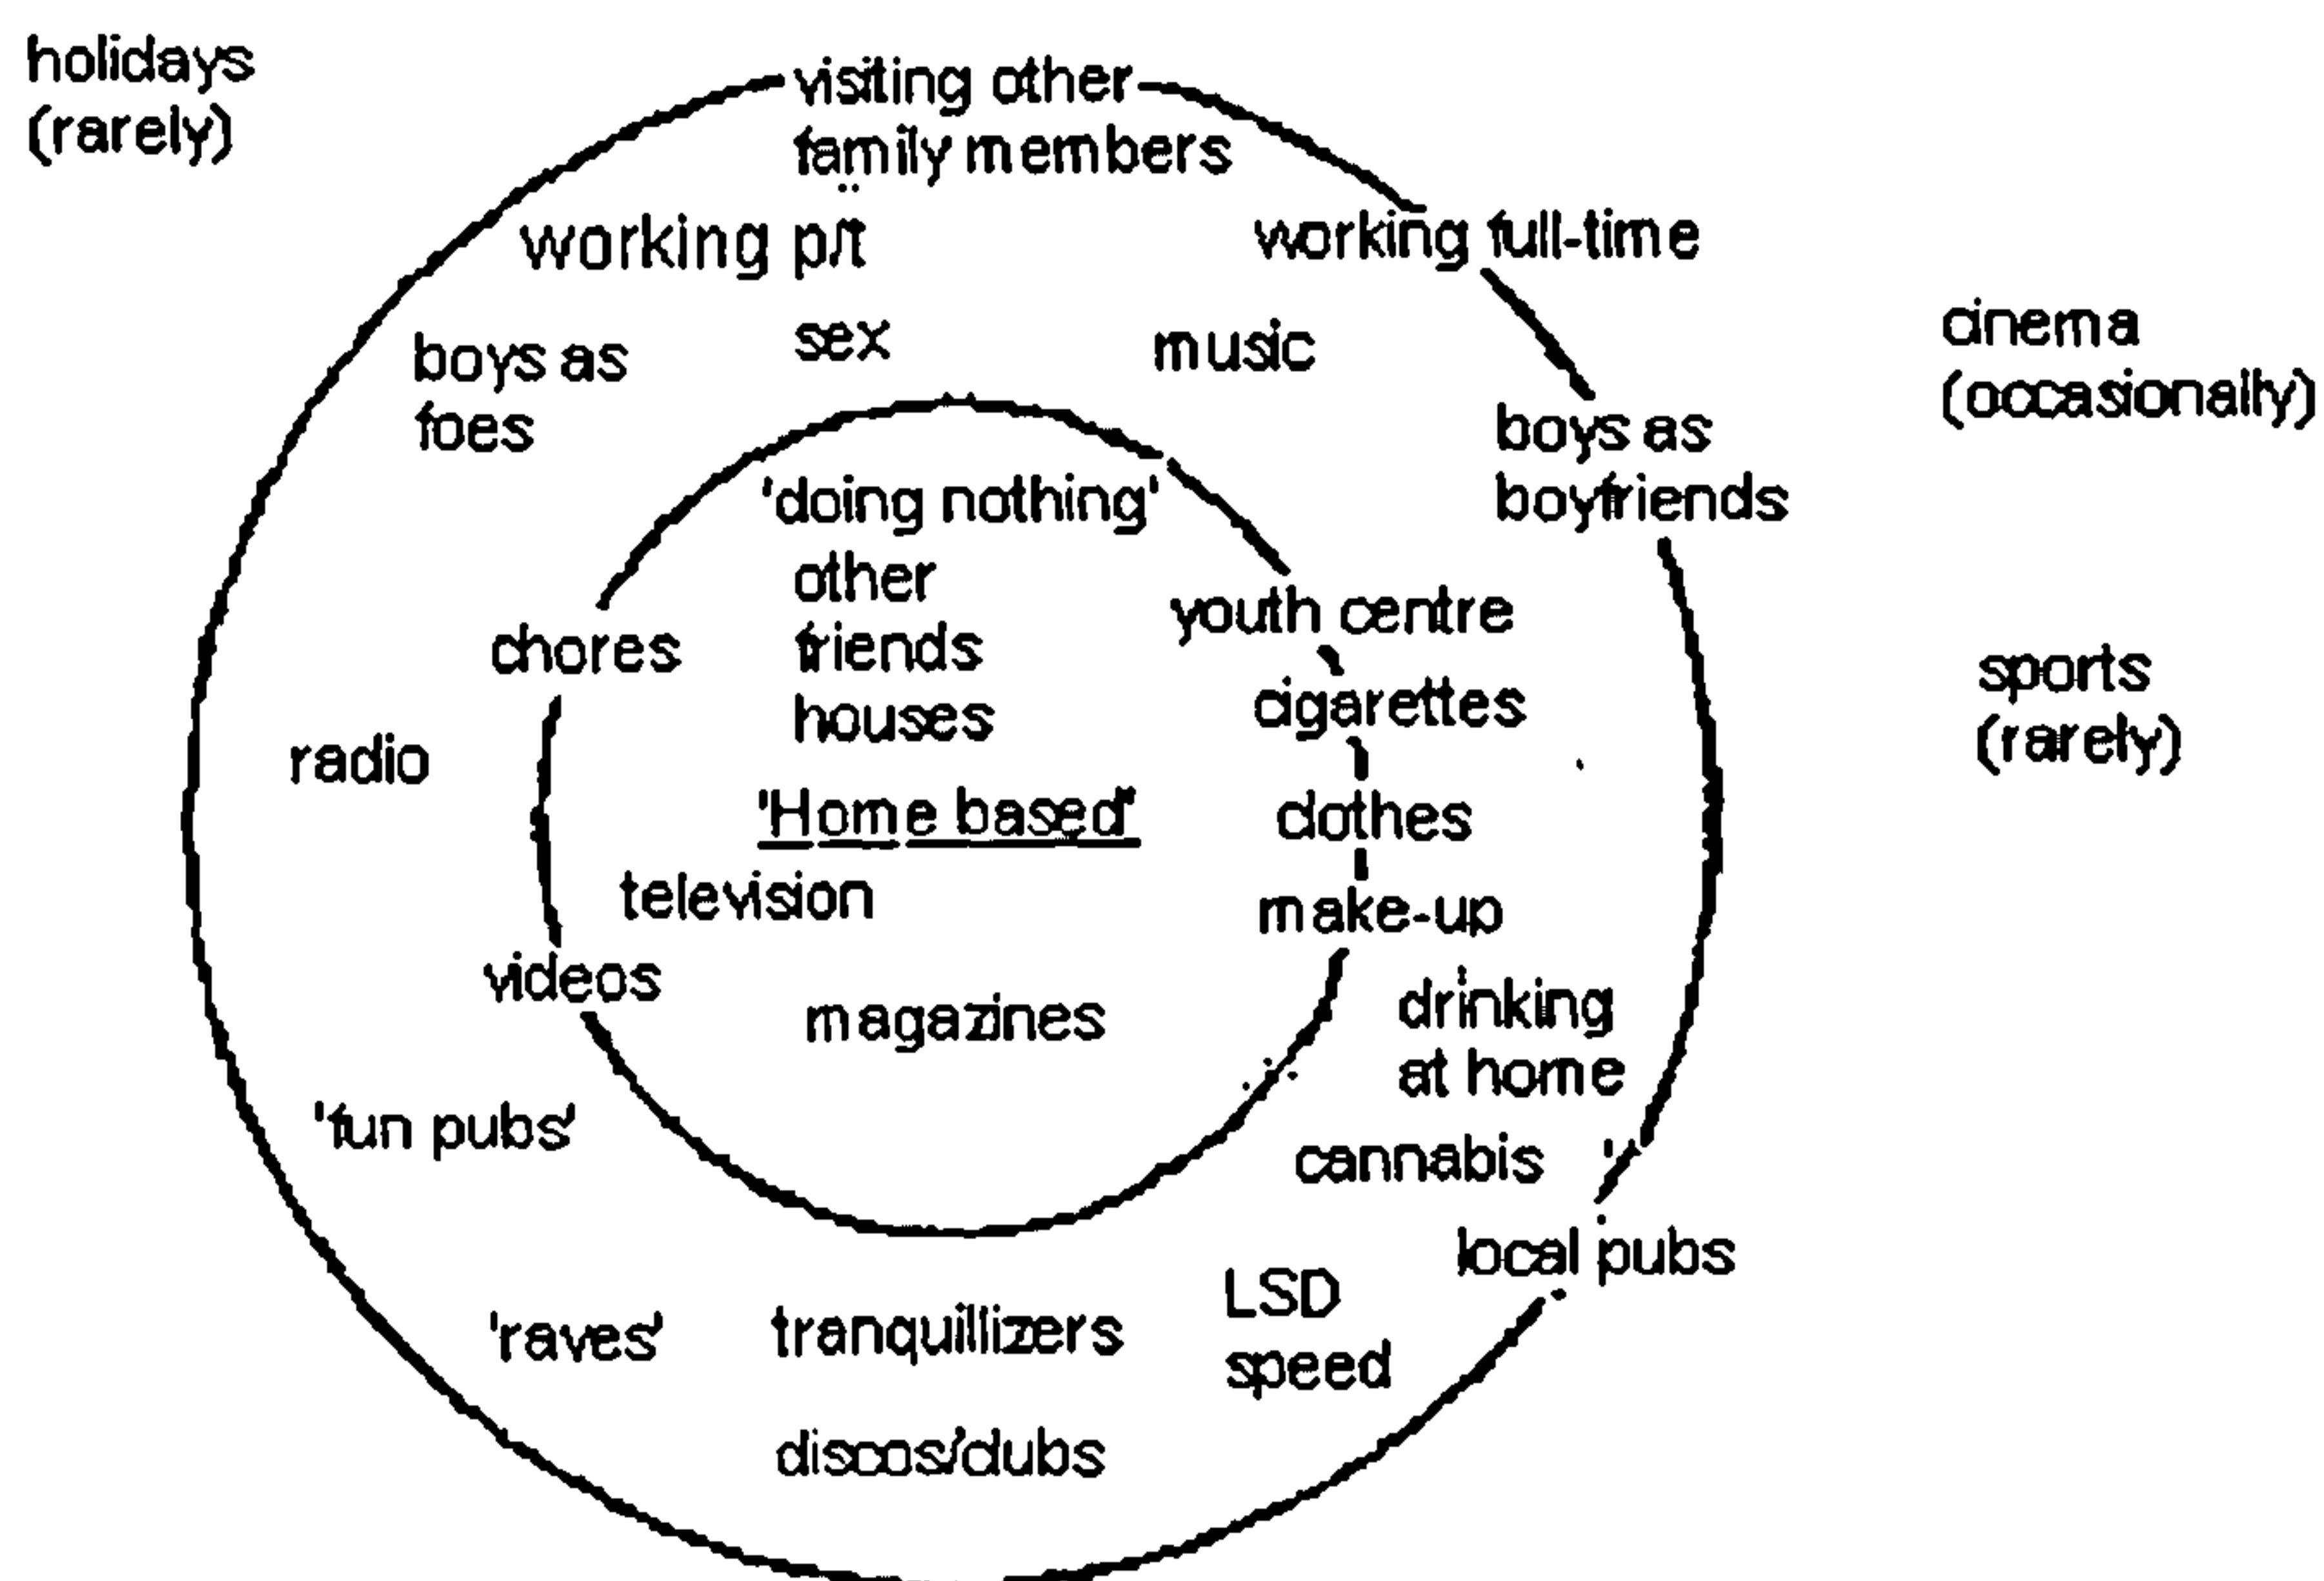 holidays
(rarely)
visiting other
family members
working p/t
working full-time
cinema
(occasionally)
boys as
foes
sex
music
boys as
boyfriends
'doing nothing'
other
friends
houses
chores
youth centre
cigarettes
sports
(rarely)
radio
'Home based'
clothes
television
make-up
videos
magazines
drinking
at home
'fun pubs'
cannabis
local pubs
'raves'
tranquillizers
LSD
speed
discos/clubs